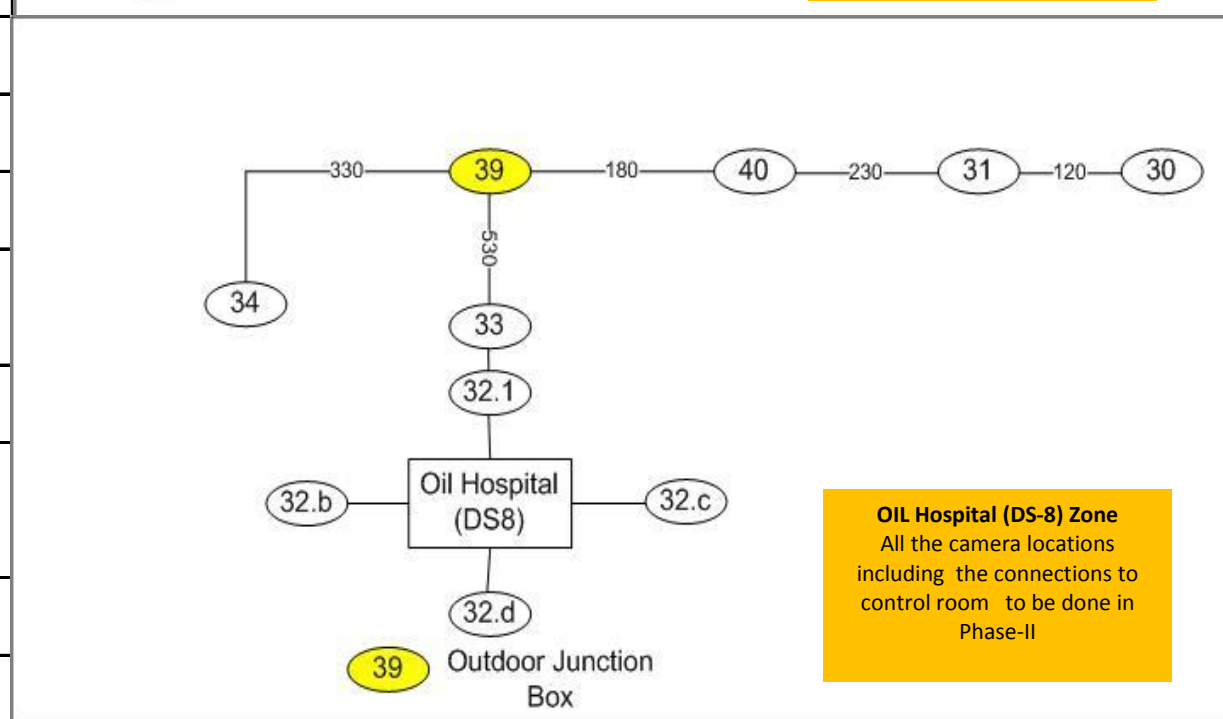 330
39
180
40
230
31
120
30
530
34
33
32.1
Oil Hospital
(DS8)
32.b
32.c
32.d
39
Outdoor Junction
Box
OIL Hospital (DS-8) Zone
All the camera locations
including the connections to
control room to be done in
Phase-II